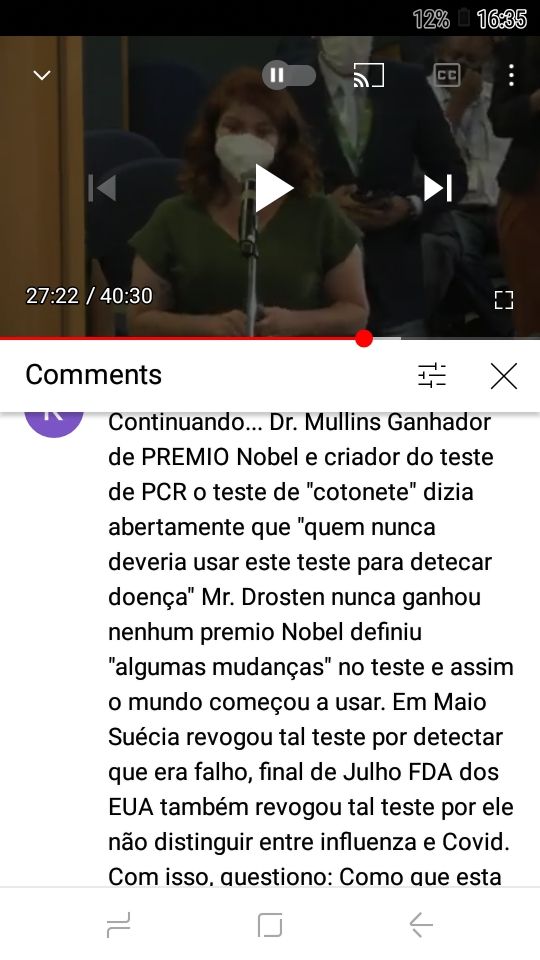 12% 16:35
CC
27:22 / 40:30
Comments
Continuando... Dr. Mullins Ganhador
de PREMIO Nobel e criador do teste
de PCR o teste de "cotonete" dizia
abertamente que "quem nunca
deveria usar este teste para detecar
doença" Mr. Drosten nunca ganhou
nenhum premio Nobel definiu
"algumas mudanças" no teste e assim
o mundo começou a usar. Em Maio
Suécia revogou tal teste por detectar
que era falho, final de Julho FDA dos
EUA também revogou tal teste por ele
não distinguir entre influenza e Covid.
Com isso, questiono: Como que esta